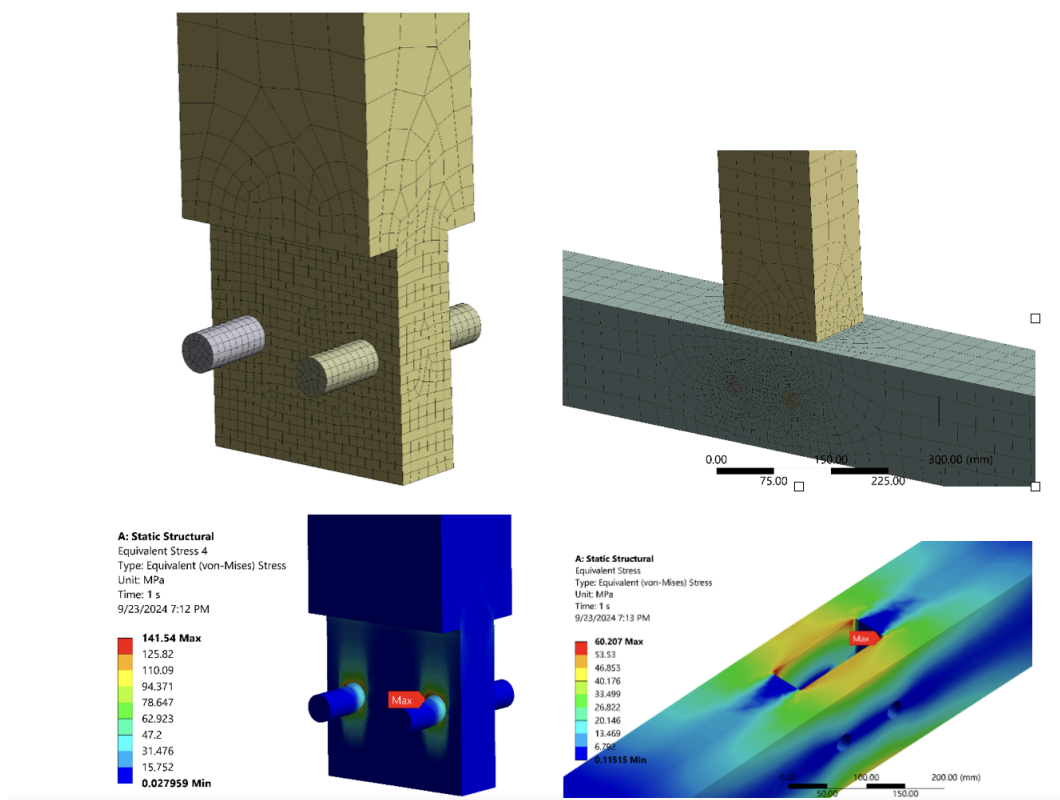 0.00
150.00
300.00 (mm)
75.00
225.00
A: Static Structural
Equivalent Stress 4
Type: Equivalent (von-Mises) Stress
Unit: MPa
Time: 1 s
9/23/2024 7:12 PM
141.54 Max
125.82
110.09
94.371
78.647
62.923
47.2
31.476
15.752
0.027959 Min
Max
A: Static Structural
Equivalent Stress
Type: Equivalent (von-Mises) Stress
Unit: MPa
Time: 1 s
9/23/2024 7:13 PM
60.207 Max
53.53
46.853
40.176
33.499
26.822
20.146
13.469
6.792
0.11515 Min
Max
0.00
100.00
200.00 (mm)
50.00
150.00